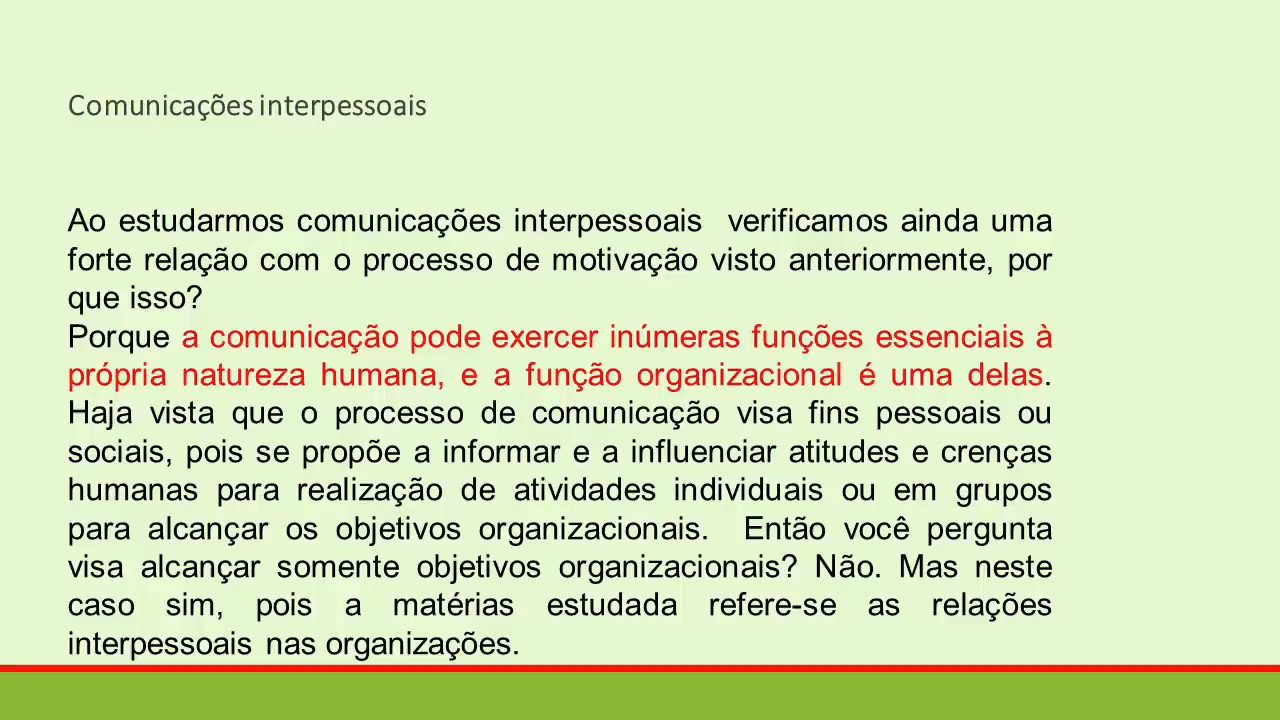 Comunicações interpessoais
Ao estudarmos comunicações interpessoais verificamos ainda uma
forte relação com o processo de motivação visto anteriormente, por
que isso?
Porque a comunicação pode exercer inúmeras funções essenciais à
própria natureza humana, e a função organizacional é uma delas.
Haja vista que o processo de comunicação visa fins pessoais ou
sociais, pois se propõe a informar e a influenciar atitudes e crenças
humanas para realização de atividades individuais ou em grupos
para alcançar os objetivos organizacionais. Então você pergunta
visa alcançar somente objetivos organizacionais? Não. Mas neste
caso sim, pois a matérias estudada refere-se as relações
interpessoais nas organizações.